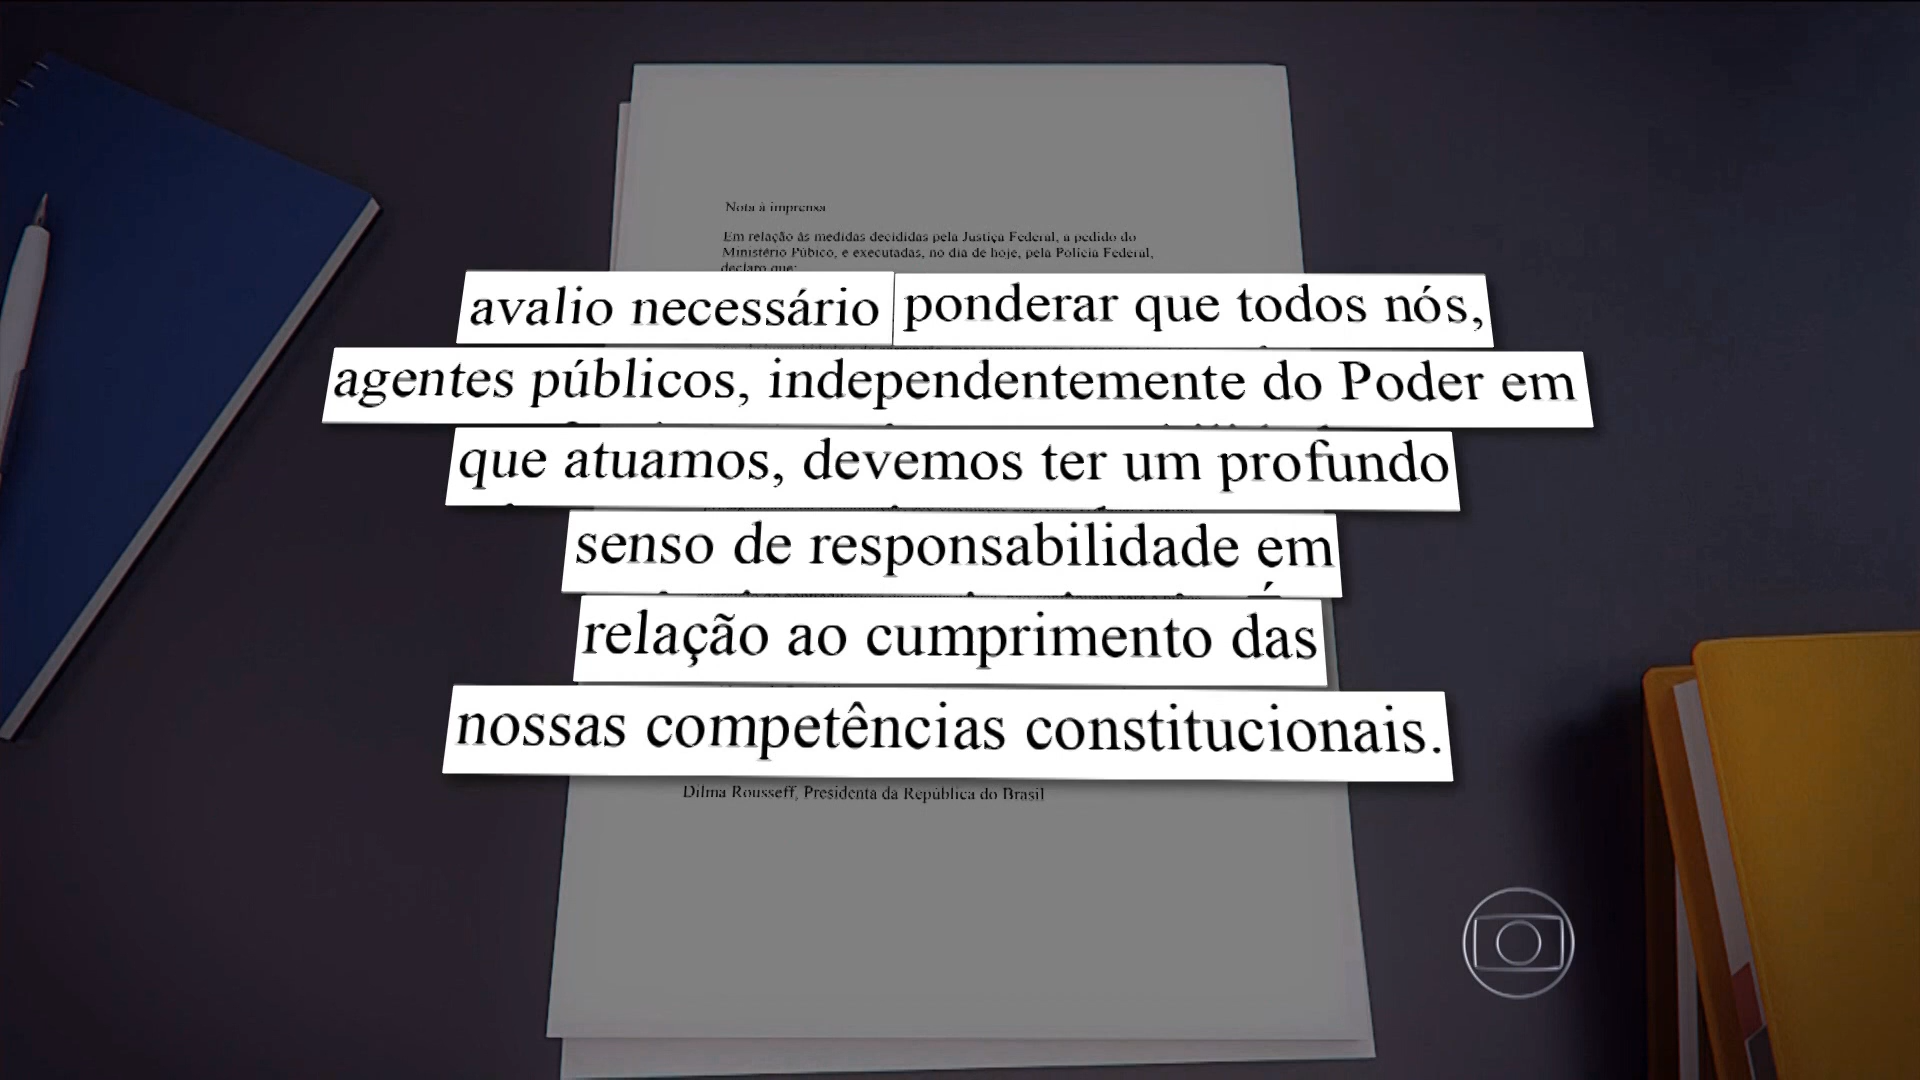 Nota à imprensa
Em relação às medidas decididas pela Justiça Federal, a pedido do
Ministério Púbico, e executadas, no dia de hoje, pela Polícia Federal,
declaro que:
avalio necessário ponderar que todos nós,
agentes públicos, independentemente do Poder em
que atuamos, devemos ter um profundo
senso de responsabilidade em
relação ao cumprimento das
nossas competências constitucionais.
Dilma Rousseff, Presidenta da República do Brasil